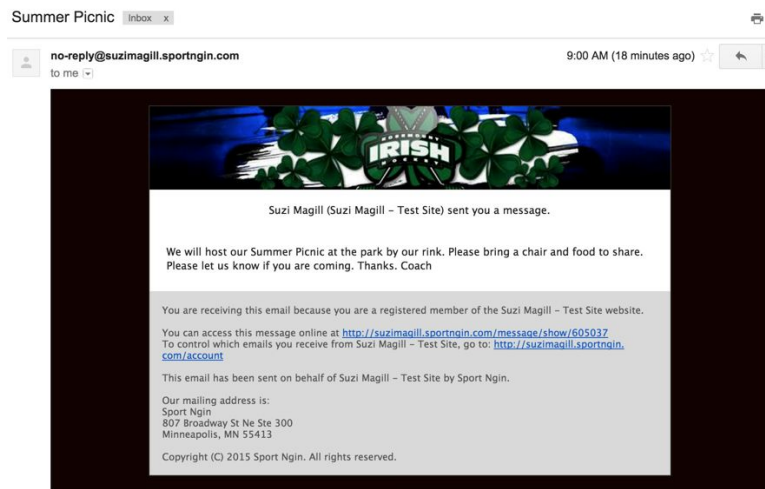 Summer Picnic Inbox x
no-reply@suzimagill.sportngin.com 9:00 AM (18 minutes ago)
to me
IRISH
HOCKEY
Suzi Magill (Suzi Magill – Test Site) sent you a message.
We will host our Summer Picnic at the park by our rink. Please bring a chair and food to share.
Please let us know if you are coming. Thanks. Coach
You are receiving this email because you are a registered member of the Suzi Magill – Test Site website.
You can access this message online at http://suzimagill.sportngin.com/message/show/605037
To control which emails you receive from Suzi Magill – Test Site, go to: http://suzimagill.sportngin.
com/account
This email has been sent on behalf of Suzi Magill – Test Site by Sport Ngin.
Our mailing address is:
Sport Ngin
807 Broadway St Ne Ste 300
Minneapolis, MN 55413
Copyright (C) 2015 Sport Ngin. All rights reserved.